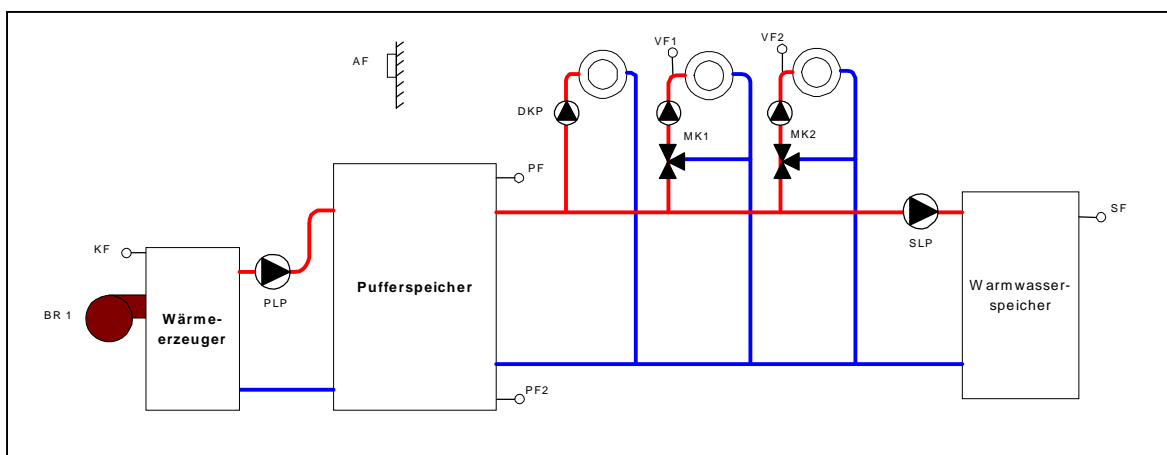 AF
VF1
VF2
DKP
MK1
MK2
PF
KF
PLP
BR 1
Wärme-
erzeuger
Pufferspeicher
PF2
SLP
SF
Warmwasser-
speicher